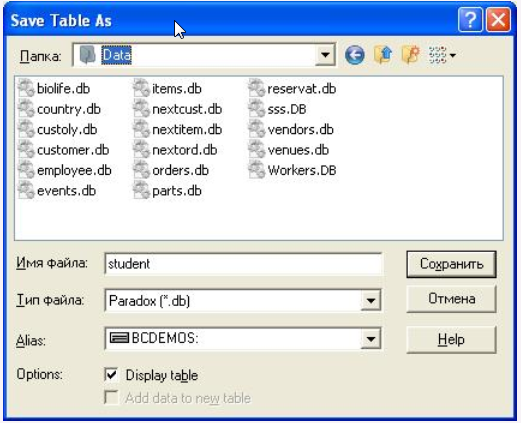 Save Table As
Папка: Data
biolife.db items.db reservat.db
country.db nextcust.db sss.DB
custoly.db nextitem.db vendors.db
customer.db nextord.db venues.db
employee.db orders.db Workers.DB
events.db parts.db
Имя файла: student Сохранить
Тип файла: Paradox (*.db) Отмена
Alias: BCDEMOS: Help
Options: Display table
Add data to new table